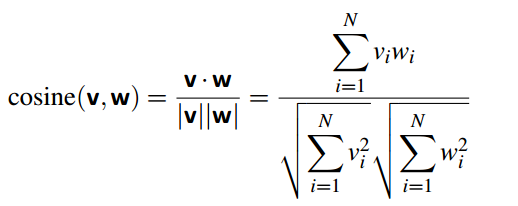 cosine(v, w) = v · w / |v||w| = ∑_{i=1}^{N} v_i w_i / √(∑_{i=1}^{N} v_i^2) √(∑_{i=1}^{N} w_i^2)